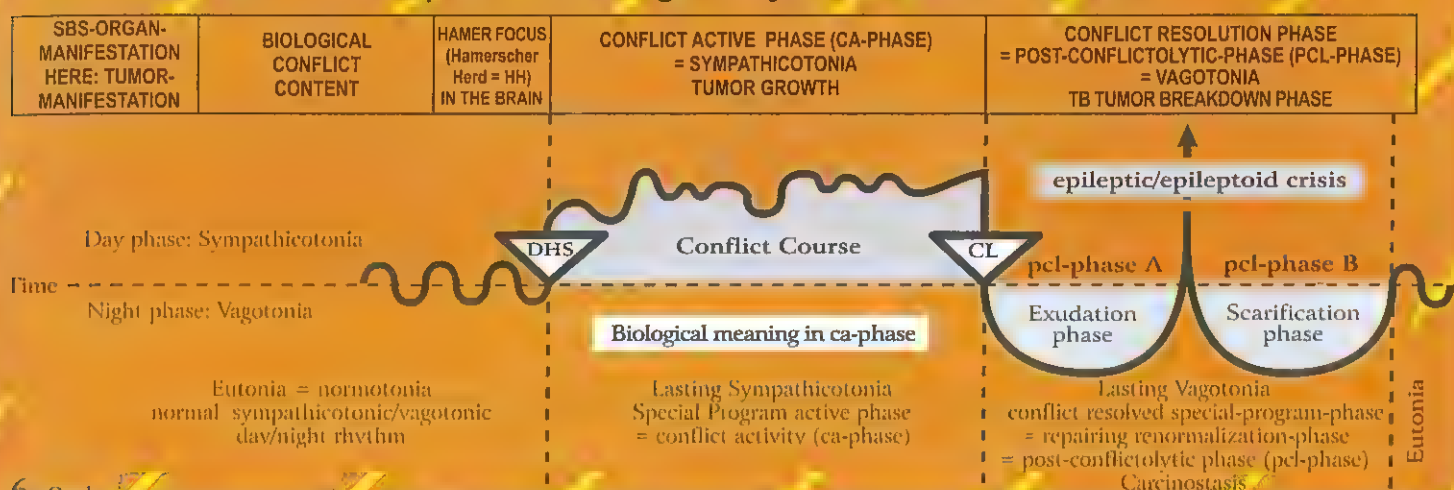 SBS-ORGAN-
MANIFESTATION
HERE: TUMOR-
MANIFESTATION
BIOLOGICAL
CONFLICT
CONTENT
HAMER FOCUS
(Hamerscher
Herd = HH)
IN THE BRAIN
CONFLICT ACTIVE PHASE (CA-PHASE)
= SYMPATHICOTONIA
TUMOR GROWTH
CONFLICT RESOLUTION PHASE
= POST-CONFLICTOLYTIC-PHASE (PCL-PHASE)
= VAGOTONIA
TB TUMOR BREAKDOWN PHASE
epileptic/epileptoid crisis
Day phase: Sympathicotonia
DHS
Conflict Course
CL
pcl-phase A
pcl-phase B
Time
Night phase: Vagotonia
Exudation
phase
Scarification
phase
Biological meaning in ca-phase
Eutonia = normotonia
normal sympathicotonic/vagotonic
day/night rhythm
Lasting Sympathicotonia
Special Program active phase
= conflict activity (ca-phase)
Lasting Vagotonia
conflict resolved special-program-phase
= repairing renormalization-phase
= post-conflictolytic phase (pcl-phase)
Carcinostasis
Eutonia